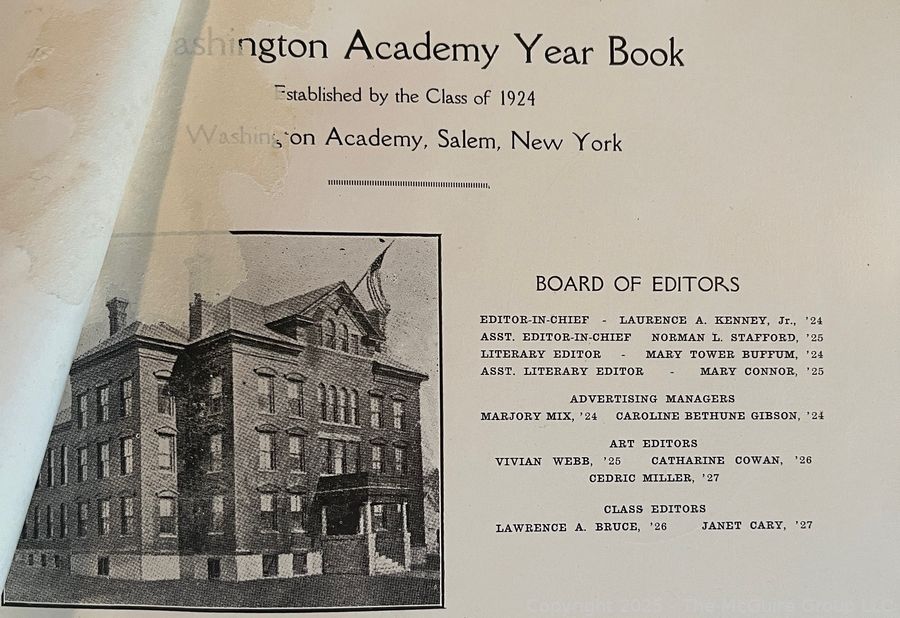 Washington Academy Year Book
Established by the Class of 1924
Washington Academy, Salem, New York
BOARD OF EDITORS
EDITOR-IN-CHIEF - LAURENCE A. KENNEY, Jr., '24
ASST. EDITOR-IN-CHIEF NORMAN L. STAFFORD, '25
LITERARY EDITOR - MARY TOWER BUFFUM, '24
ASST. LITERARY EDITOR - MARY CONNOR, '25
ADVERTISING MANAGERS
MARJORY MIX, '24 CAROLINE BETHUNE GIBSON, '24
ART EDITORS
VIVIAN WEBB, '25 CATHARINE COWAN, '26
CEDRIC MILLER, '27
CLASS EDITORS
LAWRENCE A. BRUCE, '26 JANET CARY, '27
Copyright 2025 - The McGuire Group LLC